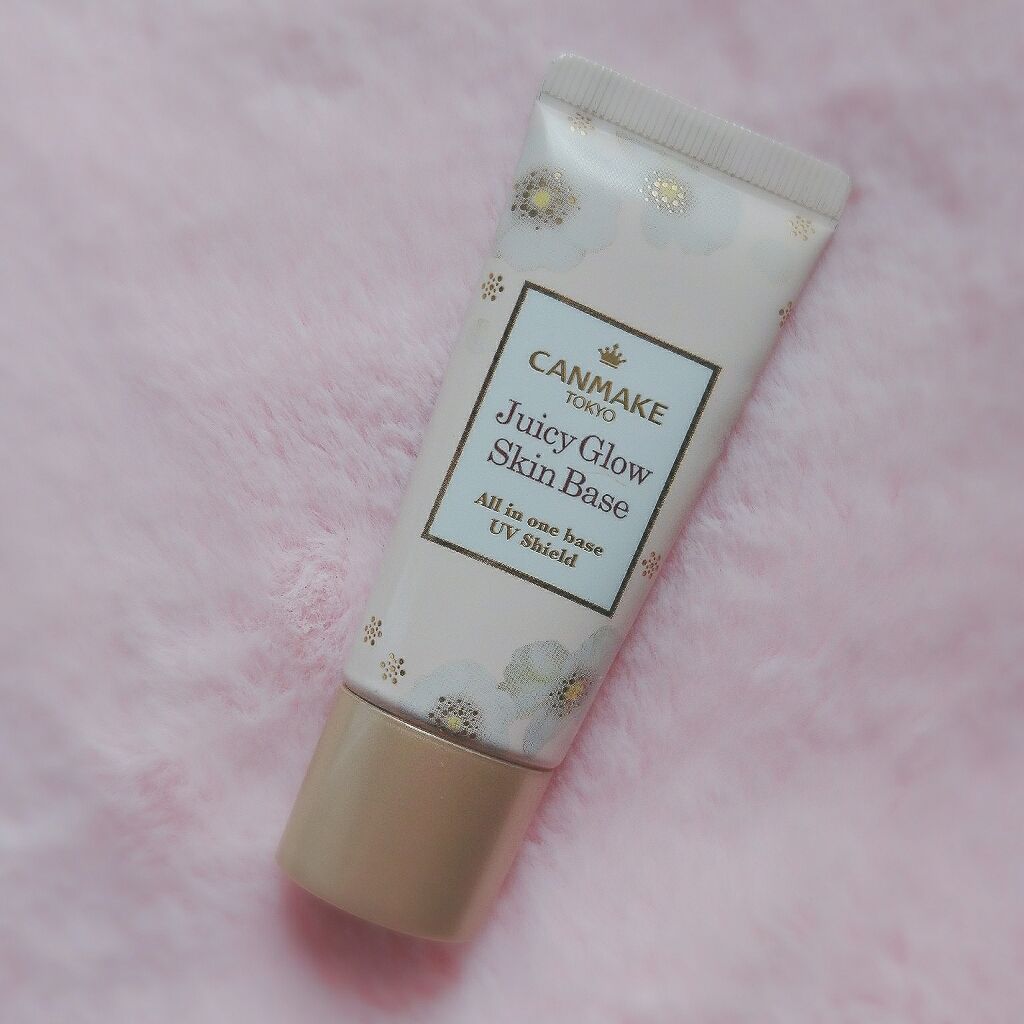 CANMAKE
TOKYO
Juicy Glow
Skin Base
All in one base
UV Shield